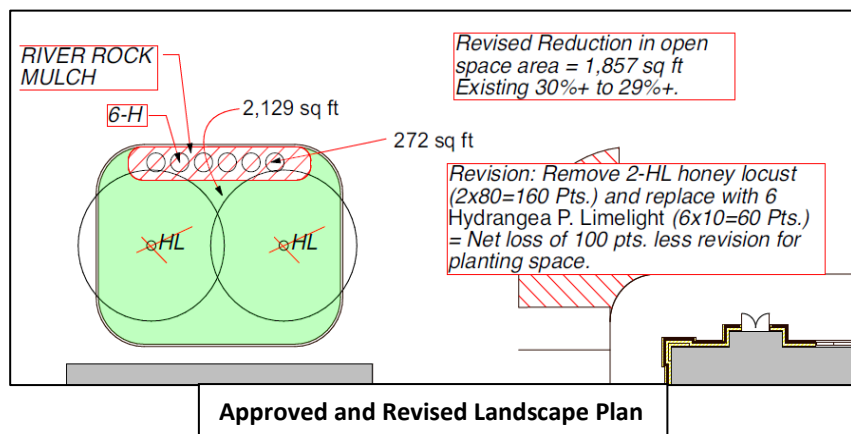 RIVER ROCK
MULCH
6-H
2,129 sq ft
272 sq ft
HL
HL
Revised Reduction in open
space area = 1,857 sq ft
Existing 30%+ to 29%+.
Revision: Remove 2-HL honey locust
(2x80=160 Pts.) and replace with 6
Hydrangea P. Limelight (6x10=60 Pts.)
= Net loss of 100 pts. less revision for
planting space.
Approved and Revised Landscape Plan